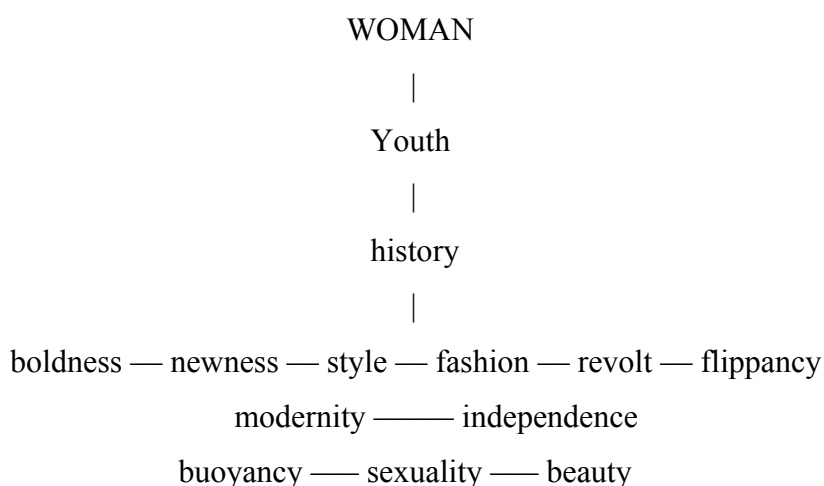 WOMAN
|
Youth
|
history
|
boldness — newness — style — fashion — revolt — flippancy
modernity ——— independence
buoyancy —– sexuality —– beauty